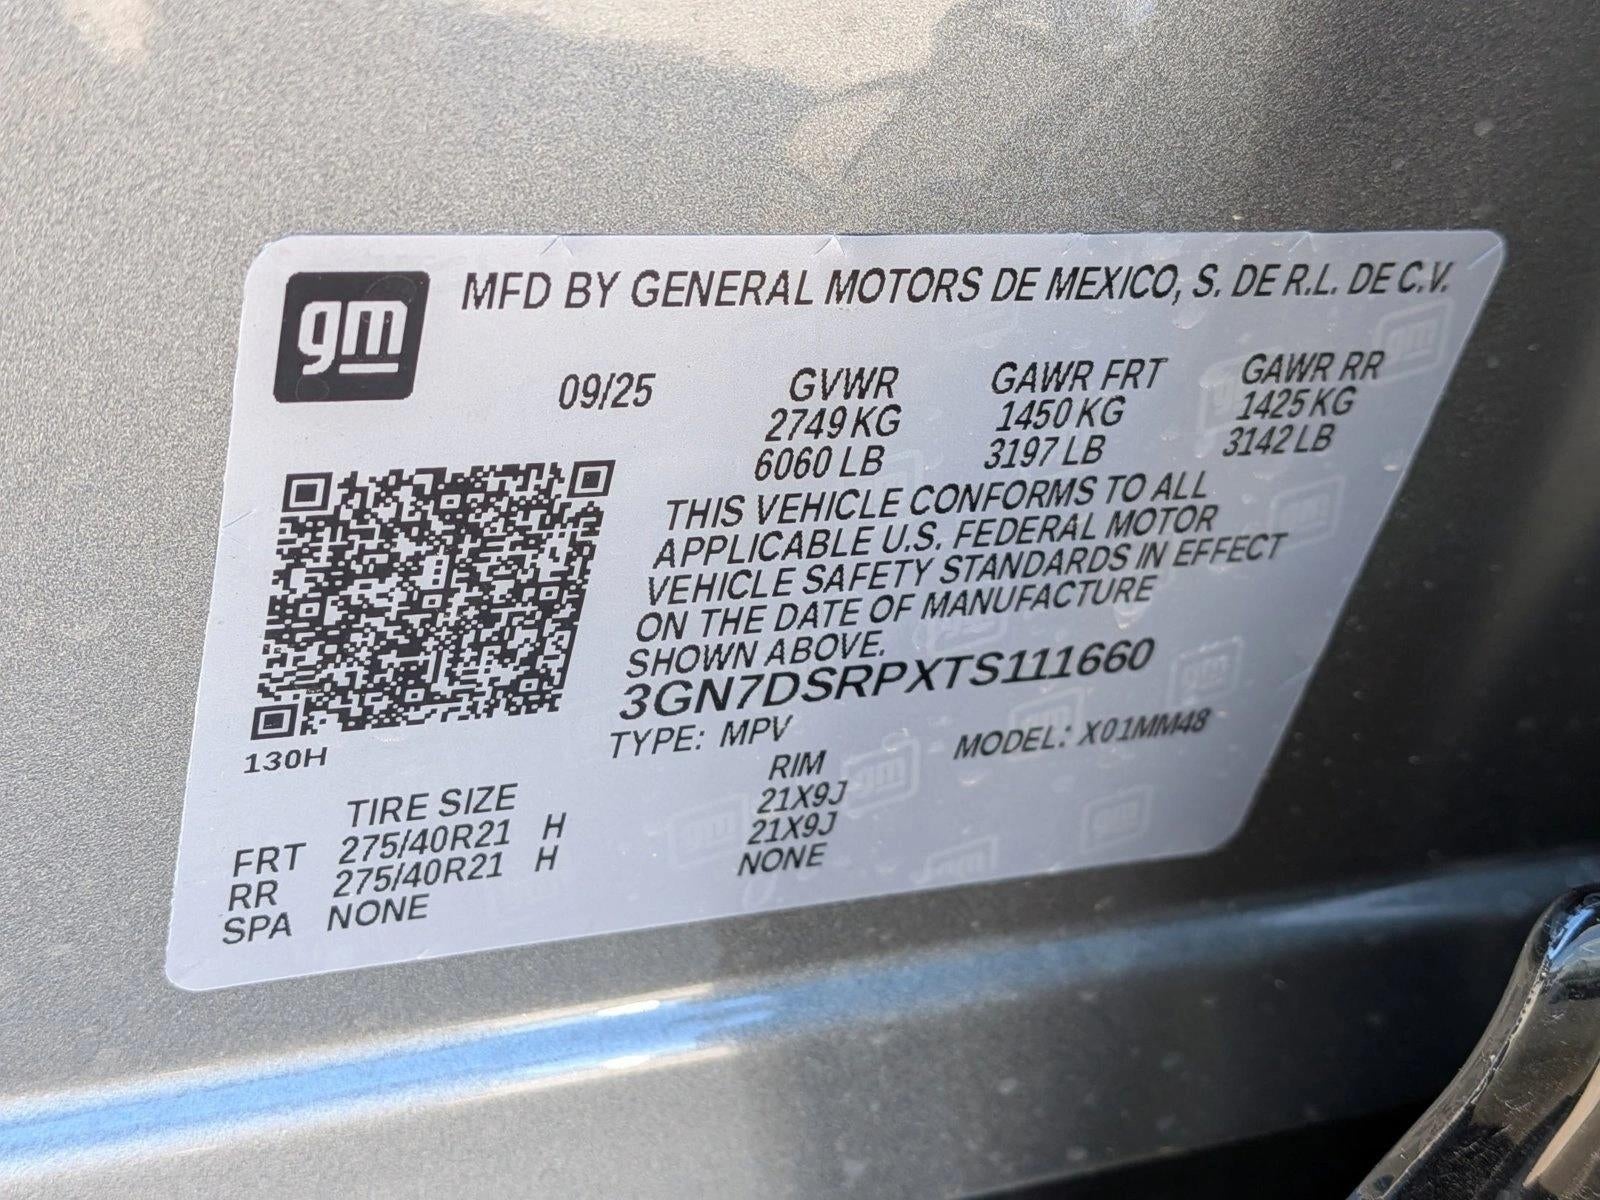 gm
MFD BY GENERAL MOTORS DE MEXICO, S. DE R.L. DE C.V.
09/25 GVWR GAWR FRT GAWR RR
2749 KG 1450 KG 1425 KG
6060 LB 3197 LB 3142 LB
THIS VEHICLE CONFORMS TO ALL
APPLICABLE U.S. FEDERAL MOTOR
VEHICLE SAFETY STANDARDS IN EFFECT
ON THE DATE OF MANUFACTURE
SHOWN ABOVE.
3GN7DSRPXTS111660
TYPE: MPV MODEL: X01MM48
130H
TIRE SIZE RIM
FRT 275/40R21 H 21X9J
RR 275/40R21 H 21X9J
SPA NONE NONE